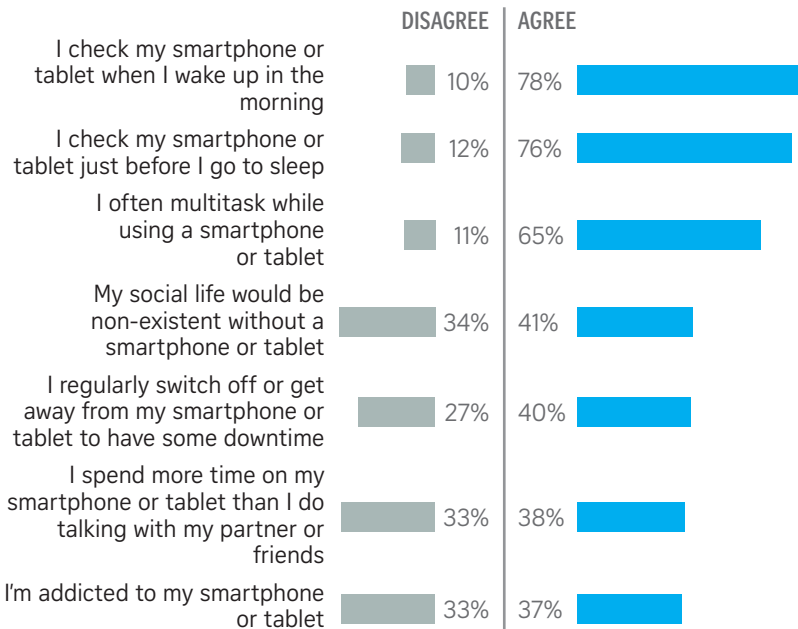 DISAGREE AGREE
I check my smartphone or
tablet when I wake up in the
morning
10% 78%
I check my smartphone or
tablet just before I go to sleep
12% 76%
I often multitask while
using a smartphone
or tablet
11% 65%
My social life would be
non-existent without a
smartphone or tablet
34% 41%
I regularly switch off or get
away from my smartphone or
tablet to have some downtime
27% 40%
I spend more time on my
smartphone or tablet than I do
talking with my partner or
friends
33% 38%
I'm addicted to my smartphone
or tablet
33% 37%